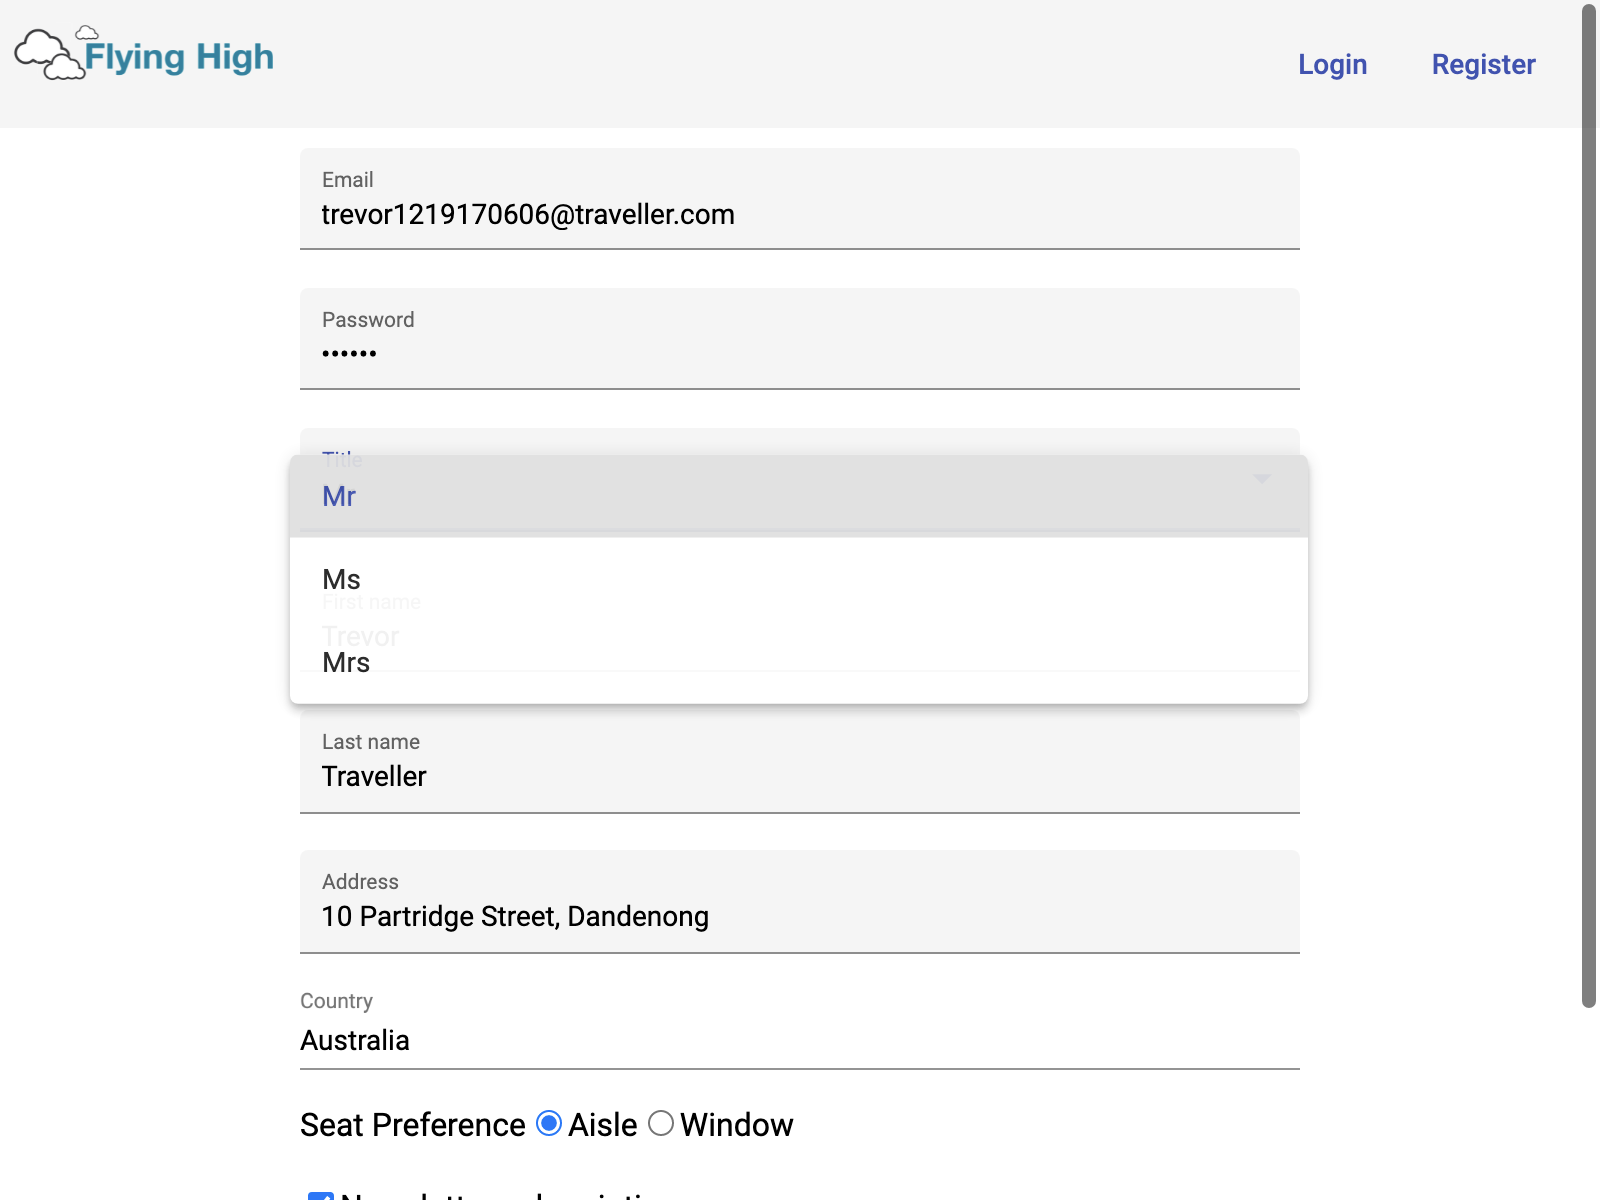 Flying High
Login
Register
Email
trevor1219170606@traveller.com
Password
••••••
Title
Mr
Ms
First name
Trevor
Mrs
Last name
Traveller
Address
10 Partridge Street, Dandenong
Country
Australia
Seat Preference Aisle Window